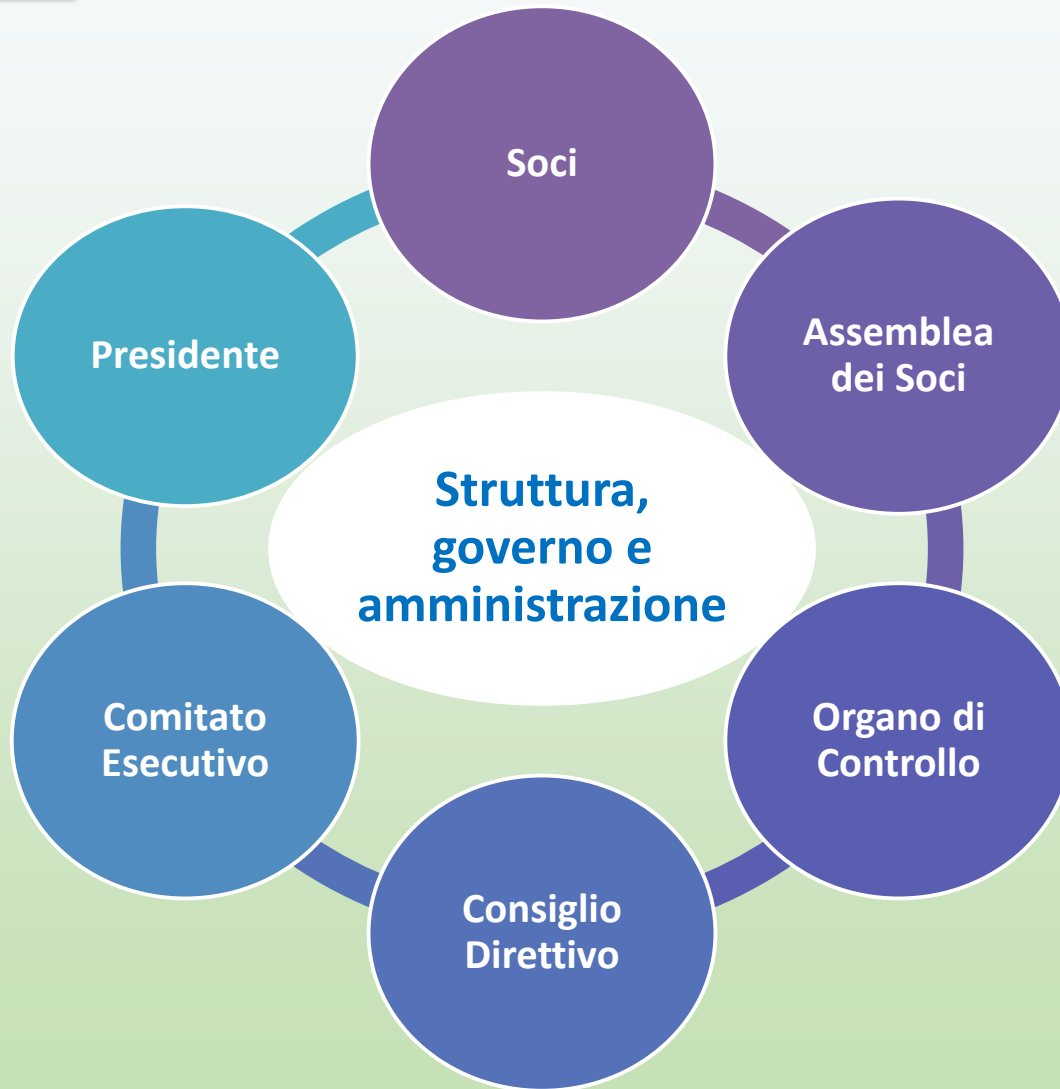 Soci
Assemblea
dei Soci
Organo di
Controllo
Consiglio
Direttivo
Comitato
Esecutivo
Presidente
Struttura,
governo e
amministrazione